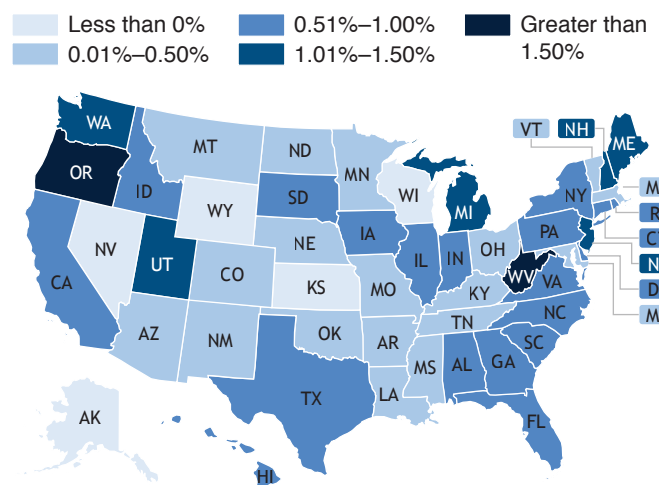 Less than 0%
0.01%–0.50%
0.51%–1.00%
1.01%–1.50%
Greater than
1.50%
WA
OR
ID
MT
ND
MN
WI
MI
VT
NH
ME
NY
SD
WY
NV
UT
CA
CO
NE
IA
IL
IN
OH
PA
KS
MO
KY
WV
VA
NC
TN
SC
AZ
NM
OK
AR
MS
AL
GA
LA
TX
FL
AK
HI
M
R
C
N
D
M